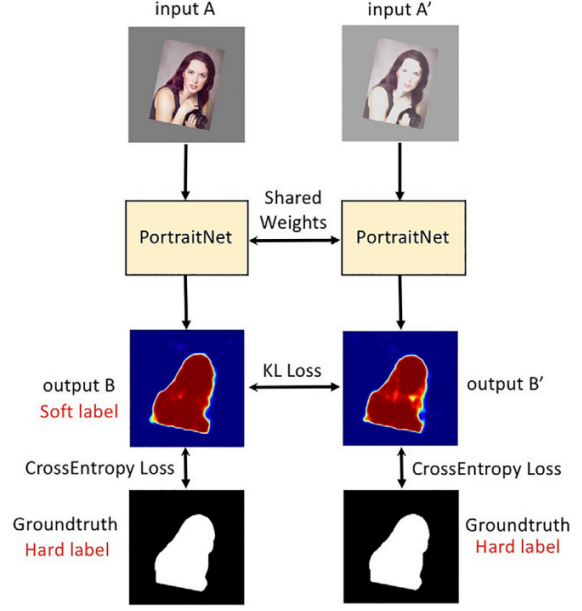 input A
input A’
Shared
Weights
PortraitNet
PortraitNet
KL Loss
output B
Soft label
output B’
CrossEntropy Loss
CrossEntropy Loss
Groundtruth
Hard label
Groundtruth
Hard label